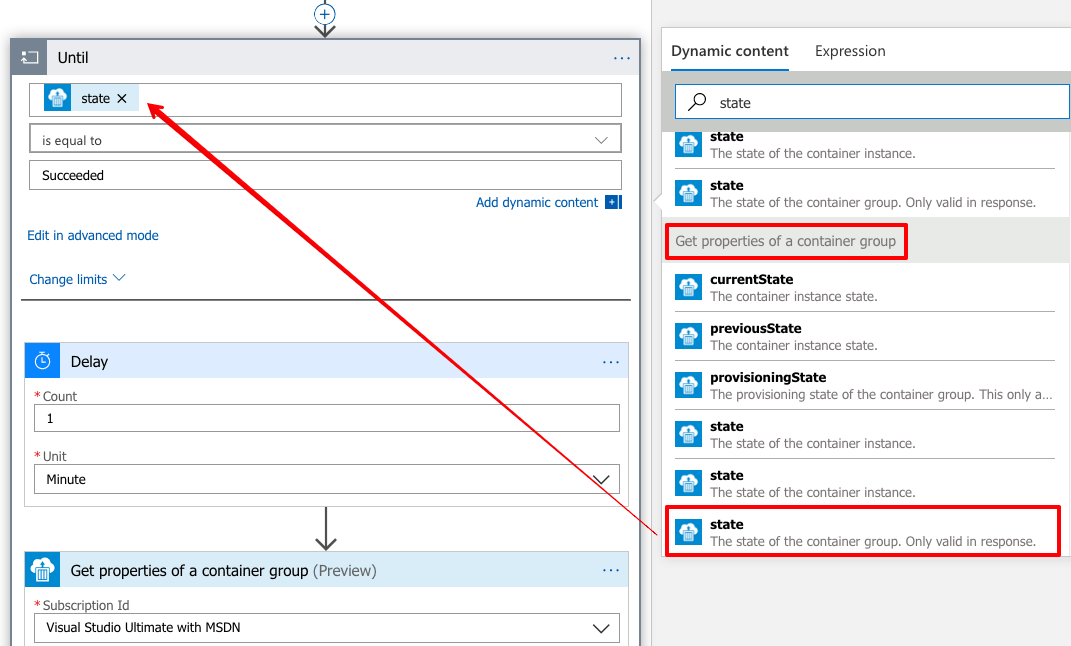 Until
state
is equal to
Succeeded
Add dynamic content
Edit in advanced mode
Change limits
Delay
* Count
1
* Unit
Minute
Get properties of a container group (Preview)
* Subscription Id
Visual Studio Ultimate with MSDN
Dynamic content
Expression
state
state
The state of the container instance.
state
The state of the container group. Only valid in response.
Get properties of a container group
currentState
The container instance state.
previousState
The container instance state.
provisioningState
The provisioning state of the container group. This only a...
state
The state of the container instance.
state
The state of the container instance.
state
The state of the container group. Only valid in response.